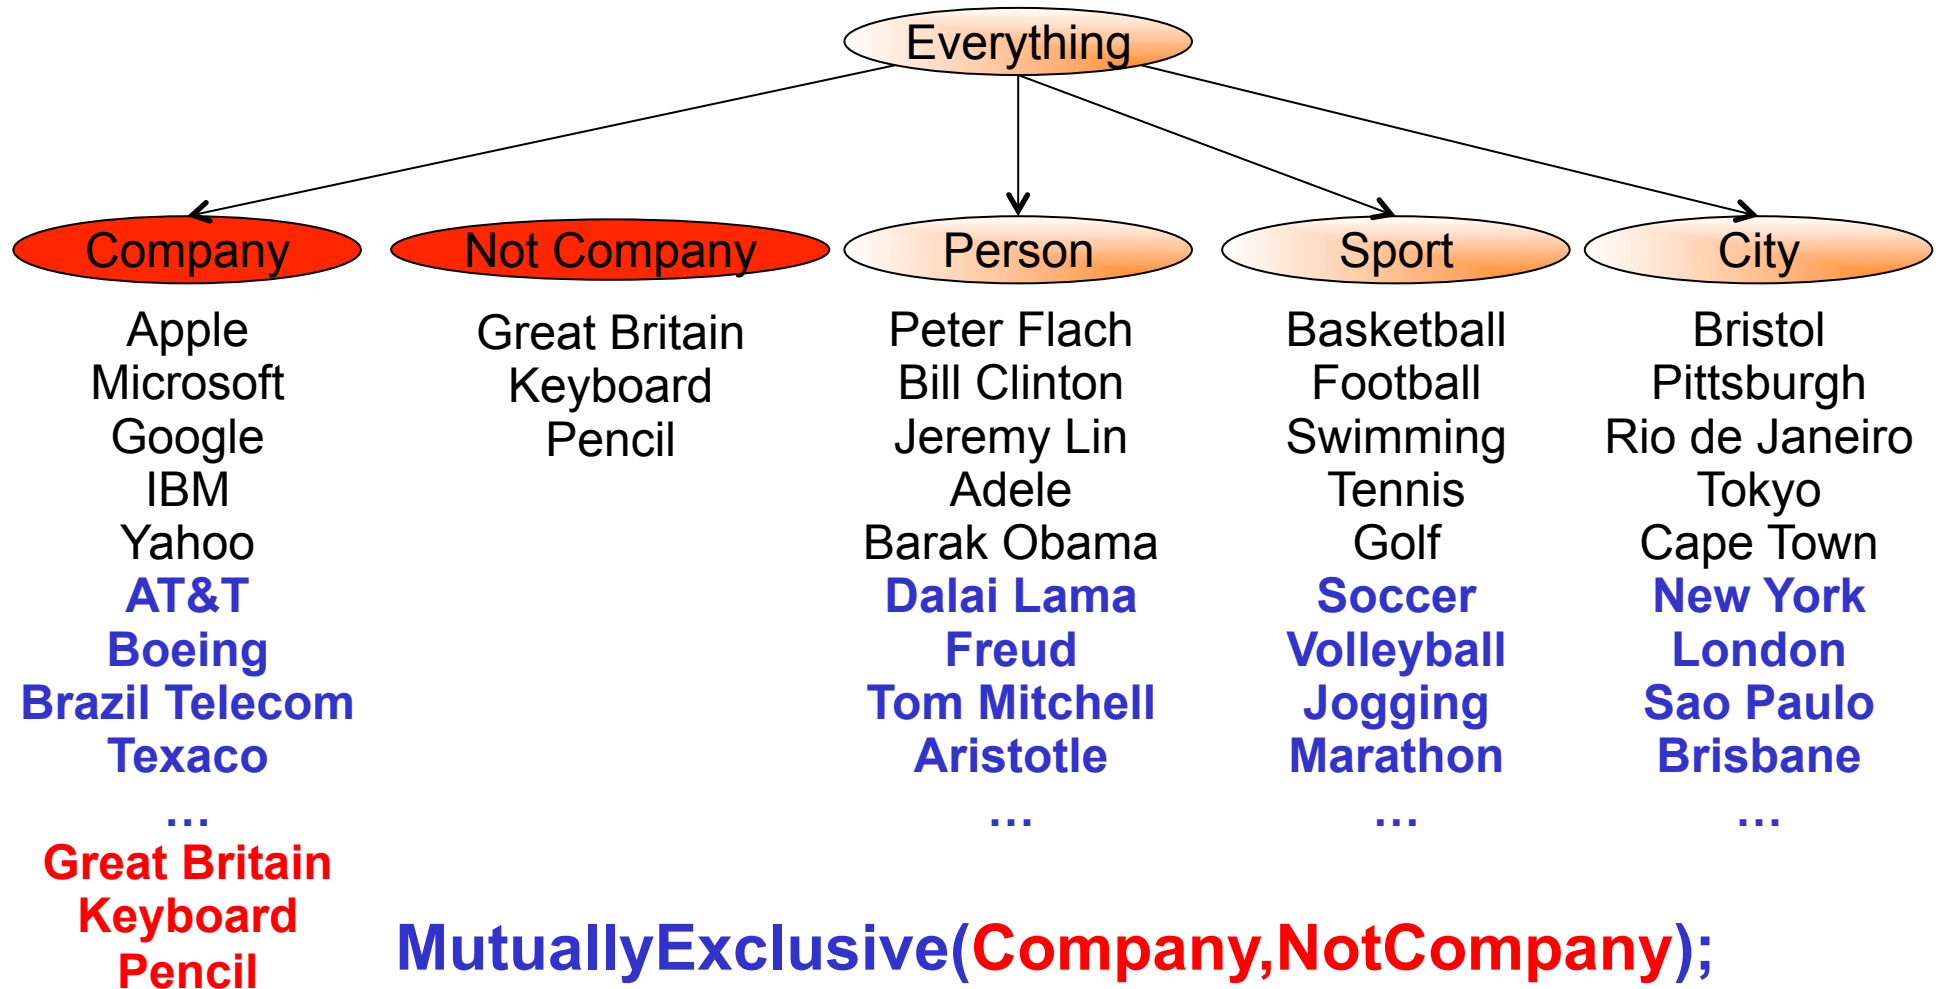 Everything
Company
Not Company
Person
Sport
City
Apple
Microsoft
Google
IBM
Yahoo
AT&T
Boeing
Brazil Telecom
Texaco
...
Great Britain
Keyboard
Pencil
Great Britain
Keyboard
Pencil
Peter Flach
Bill Clinton
Jeremy Lin
Adele
Barak Obama
Dalai Lama
Freud
Tom Mitchell
Aristotle
...
Basketball
Football
Swimming
Tennis
Golf
Soccer
Volleyball
Jogging
Marathon
...
Bristol
Pittsburgh
Rio de Janeiro
Tokyo
Cape Town
New York
London
Sao Paulo
Brisbane
...
MutuallyExclusive(Company,NotCompany);